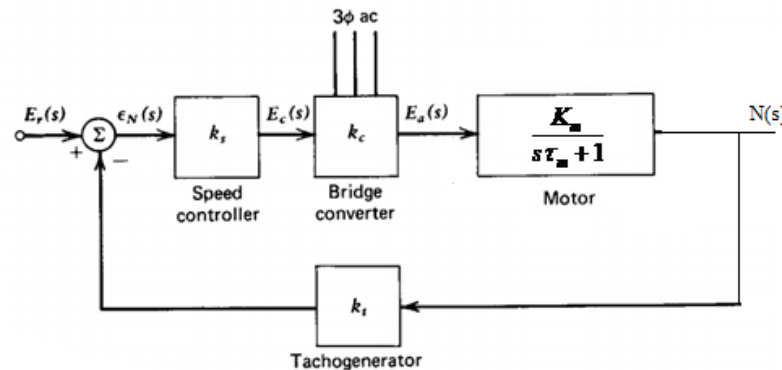 3ϕ ac
E_r(s)
Σ
+
−
ϵ_N(s)
k_s
E_c(s)
k_c
E_a(s)
K_m
sτ_m + 1
N(s)
Speed
controller
Bridge
converter
Motor
k_t
Tachogenerator